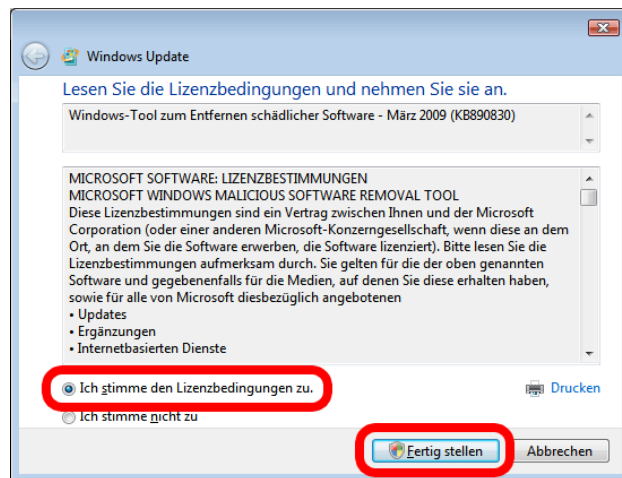 Windows Update
Lesen Sie die Lizenzbedingungen und nehmen Sie sie an.
Windows-Tool zum Entfernen schädlicher Software - März 2009 (KB890830)
MICROSOFT SOFTWARE: LIZENZBESTIMMUNGEN
MICROSOFT WINDOWS MALICIOUS SOFTWARE REMOVAL TOOL
Diese Lizenzbestimmungen sind ein Vertrag zwischen Ihnen und der Microsoft
Corporation (oder einer anderen Microsoft-Konzerngesellschaft, wenn diese an dem
Ort, an dem Sie die Software erwerben, die Software lizenziert). Bitte lesen Sie die
Lizenzbestimmungen aufmerksam durch. Sie gelten für die der oben genannten
Software und gegebenenfalls für die Medien, auf denen Sie diese erhalten haben,
sowie für alle von Microsoft diesbezüglich angebotenen
• Updates
• Ergänzungen
• Internetbasierten Dienste
Ich stimme den Lizenzbedingungen zu.
Drucken
Ich stimme nicht zu
Fertig stellen
Abbrechen